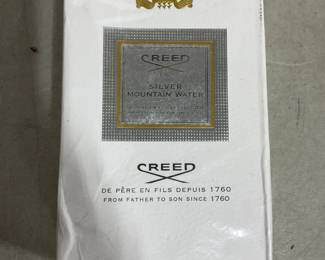 CREED
SILVER
MOUNTAIN WATER
CREED
DE PÈRE EN FILS DEPUIS 1760
FROM FATHER TO SON SINCE 1760